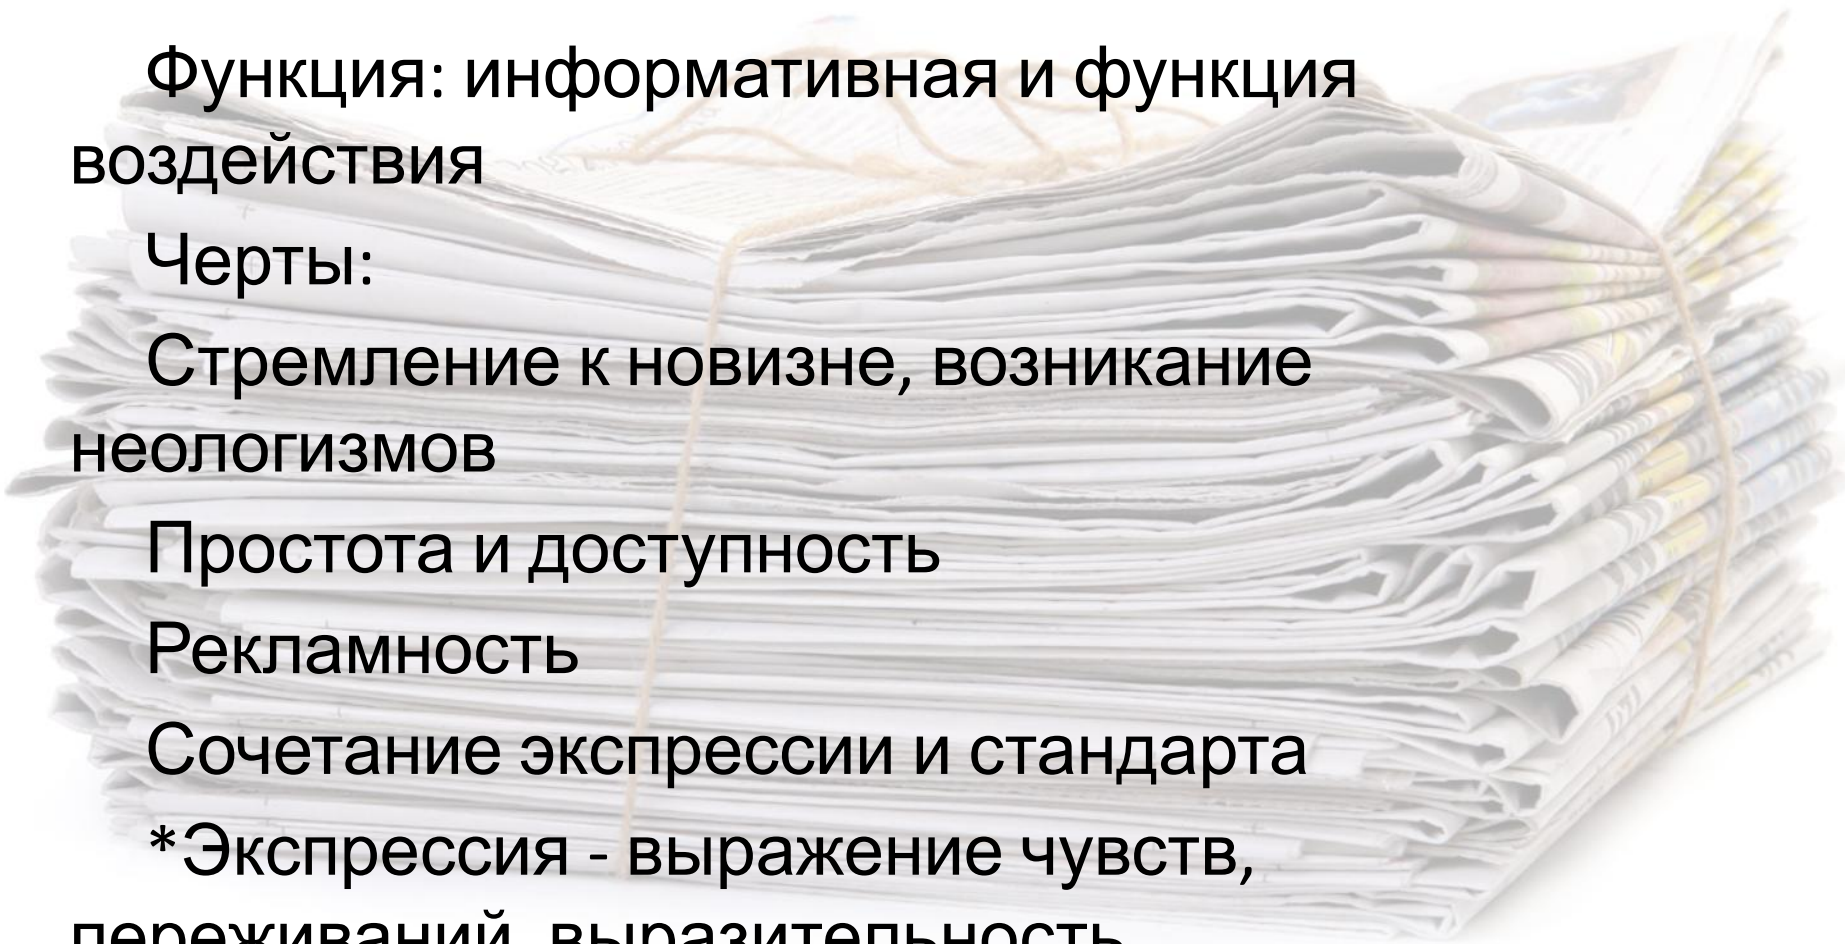 Функция: информативная и функция
воздействия
Черты:
Стремление к новизне, возникание
неологизмов
Простота и доступность
Рекламность
Сочетание экспрессии и стандарта
*Экспрессия - выражение чувств,
переживаний, выразительность